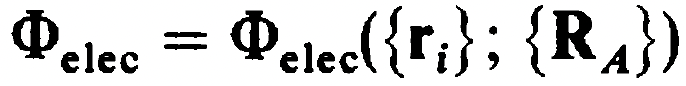 Φ_elec = Φ_elec({r_i}; {R_A})